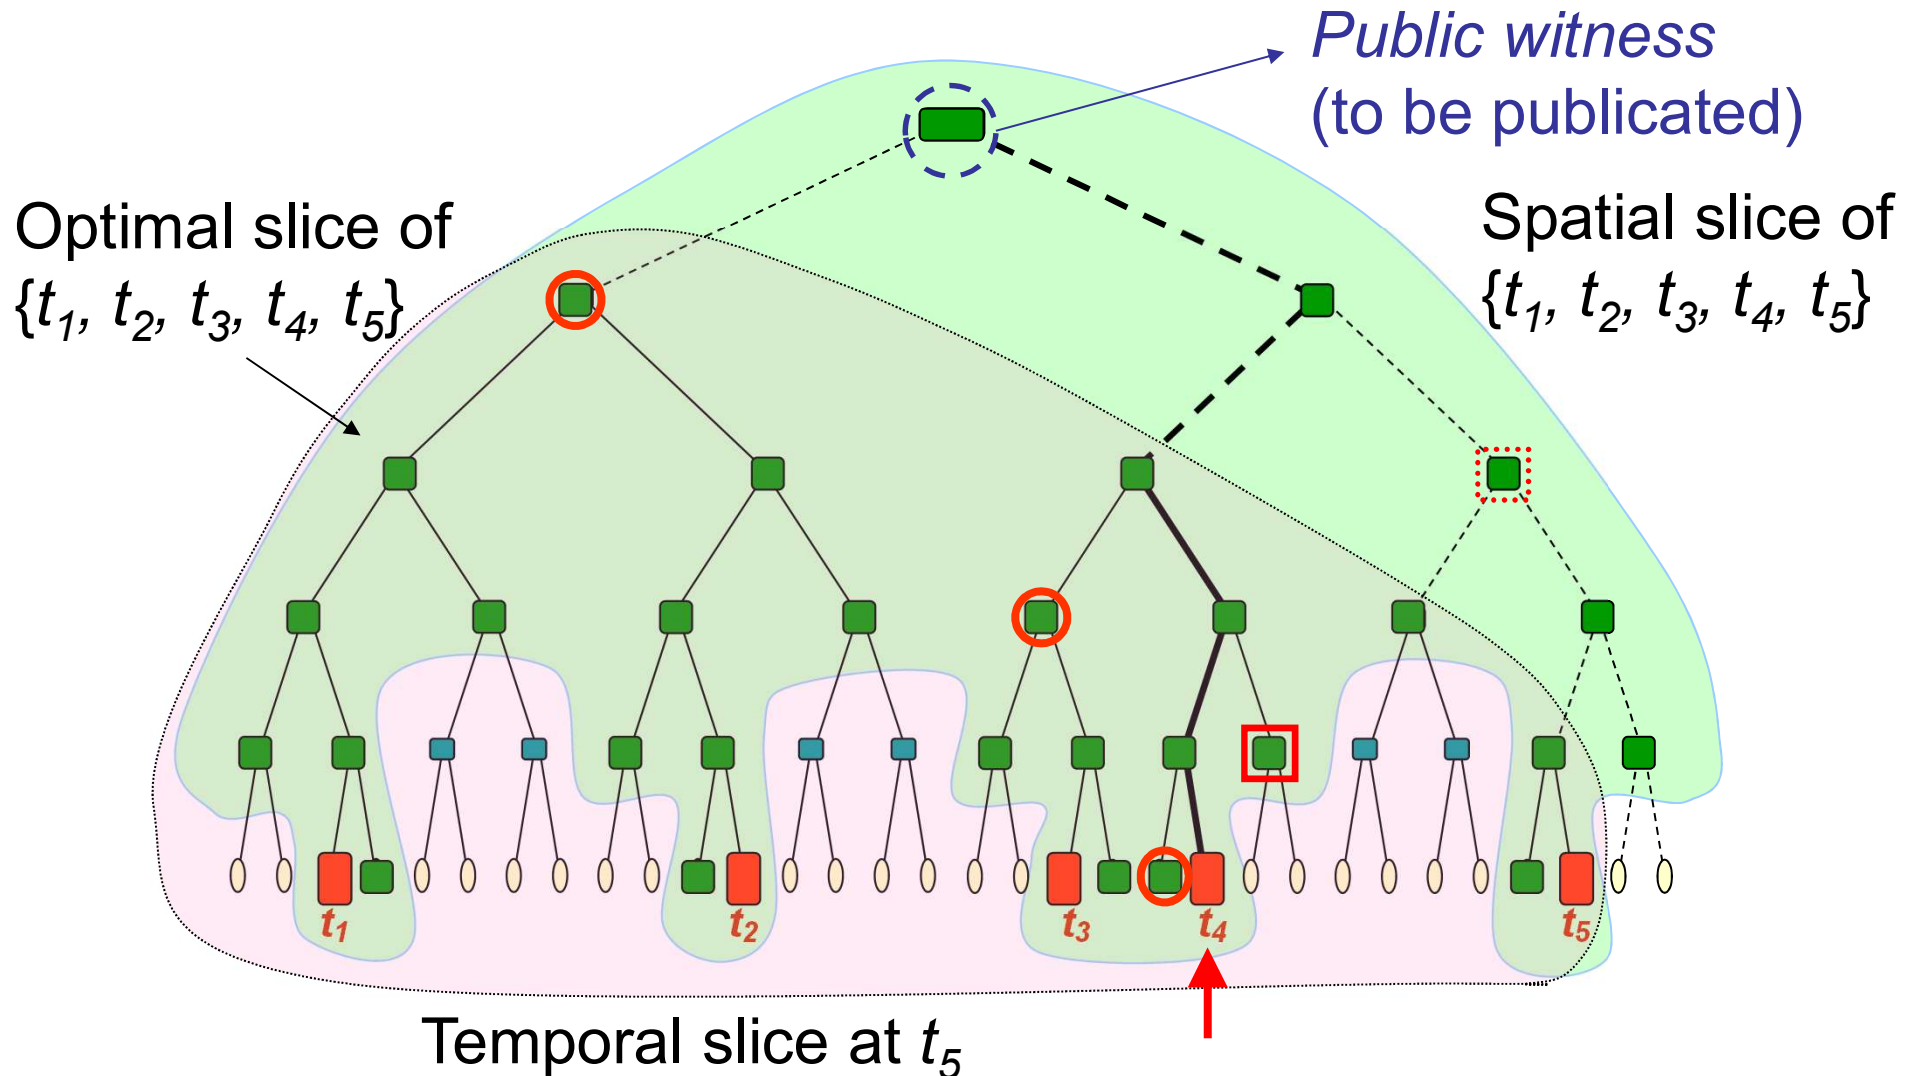 Public witness
(to be publicated)
Optimal slice of
{t1, t2, t3, t4, t5}
Spatial slice of
{t1, t2, t3, t4, t5}
t1
t2
t3
t4
t5
Temporal slice at t5